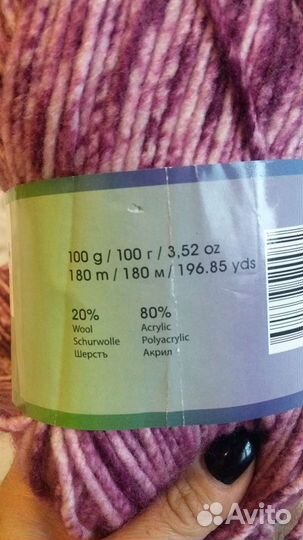 100 g / 100 г / 3,52 oz
180 m / 180 м / 196.85 yds
20% 80%
Wool Acrylic
Schurwolle Polyacrylic
Шерсть Акрил
Avito